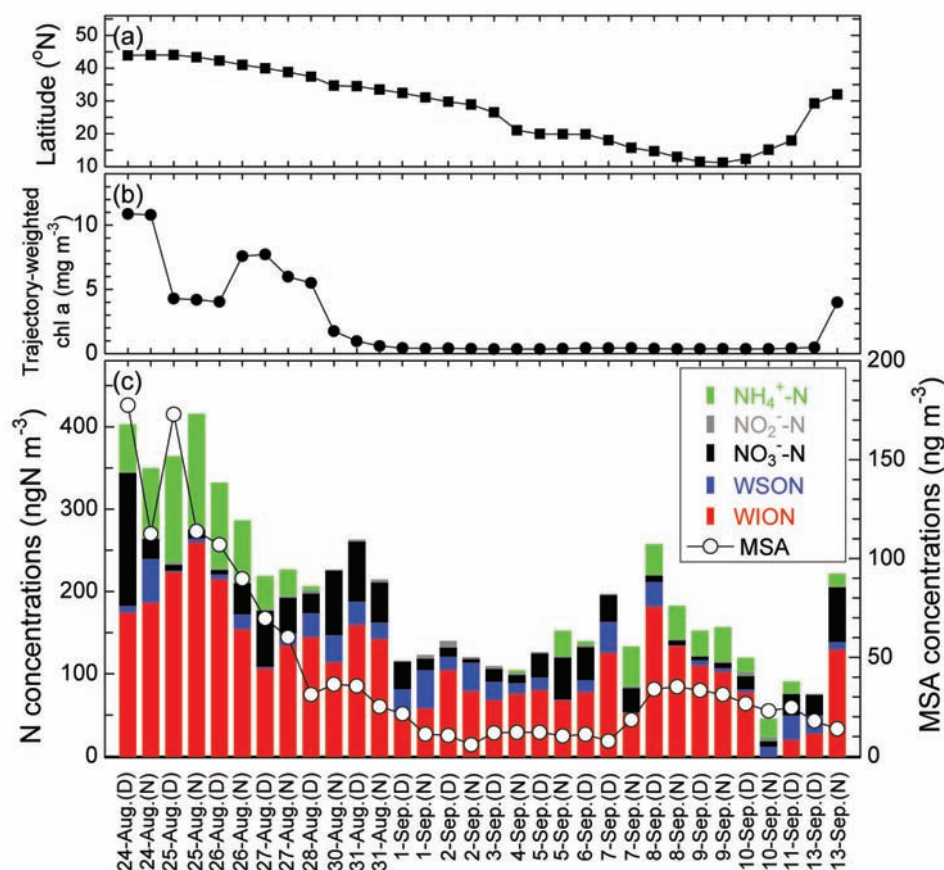 (a)
Latitude (°N)
50
40
30
20
10
(b)
Trajectory-weighted
chl a (mg m-3)
10
5
0
(c)
N concentrations (ngN m-3)
400
300
200
100
0
MSA concentrations (ng m-3)
200
150
100
50
0
NH4+-N
NO2--N
NO3--N
WSON
WION
MSA
24-Aug.(D)
24-Aug.(N)
25-Aug.(D)
25-Aug.(N)
26-Aug.(D)
26-Aug.(N)
27-Aug.(D)
27-Aug.(N)
28-Aug.(D)
30-Aug.(N)
31-Aug.(D)
31-Aug.(N)
1-Sep.(D)
1-Sep.(N)
2-Sep.(D)
2-Sep.(N)
3-Sep.(D)
4-Sep.(N)
5-Sep.(D)
5-Sep.(N)
6-Sep.(D)
7-Sep.(D)
7-Sep.(N)
8-Sep.(D)
8-Sep.(N)
9-Sep.(D)
9-Sep.(N)
10-Sep.(D)
10-Sep.(N)
11-Sep.(D)
13-Sep.(D)
13-Sep.(N)